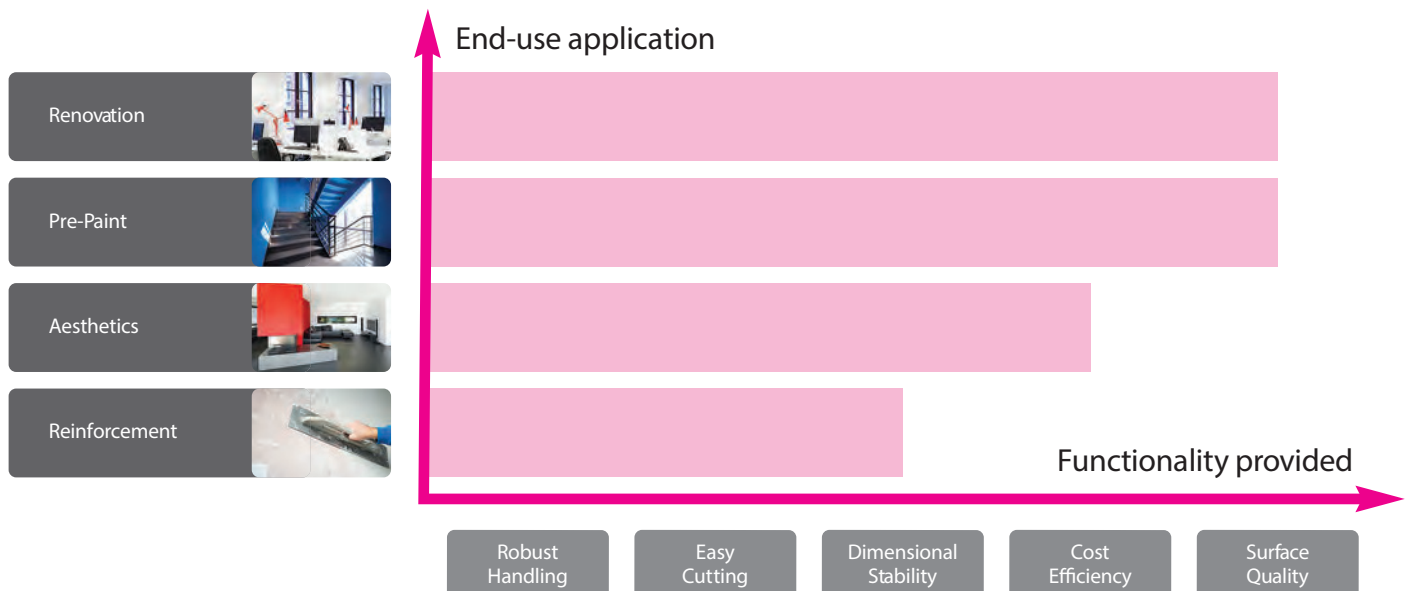 End-use application
Renovation
Pre-Paint
Aesthetics
Reinforcement
Functionality provided
Robust
Handling
Easy
Cutting
Dimensional
Stability
Cost
Efficiency
Surface
Quality